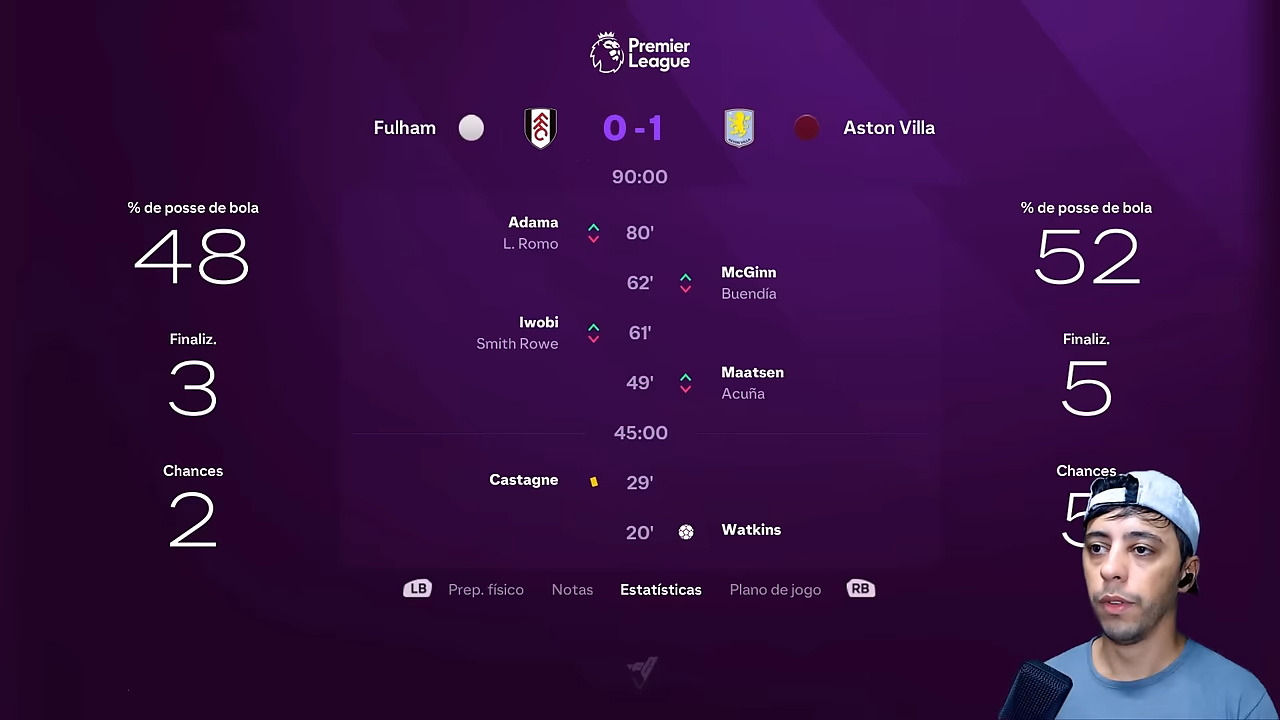 Premier
League
Fulham 0 -1 Aston Villa
90:00
% de posse de bola
48
Finaliz.
3
Chances
2
Adama
L. Romo
80'
62'
McGinn
Buendía
Iwobi
Smith Rowe
61'
49'
Maatsen
Acuña
45:00
Castagne
29'
20'
Watkins
% de posse de bola
52
Finaliz.
5
Chances
5
LB Prep. físico Notas Estatísticas Plano de jogo RB